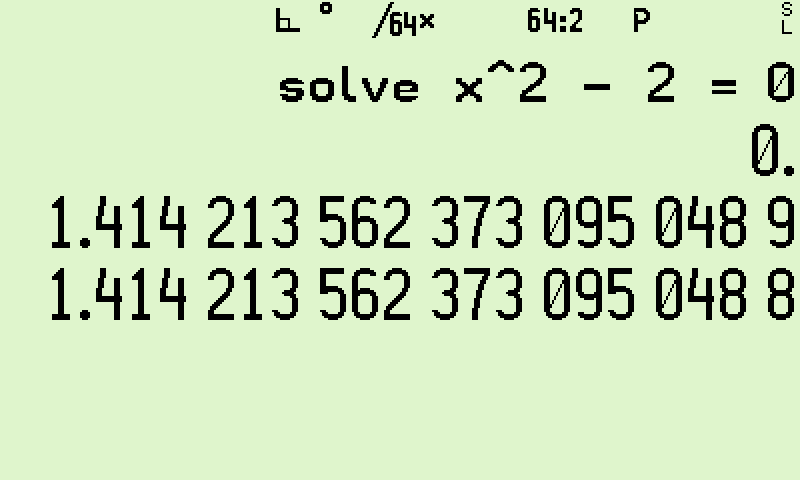 ∟ ° /64× 64:2 P S L
solve x^2 - 2 = 0
0.
1.414 213 562 373 095 048 9
1.414 213 562 373 095 048 8